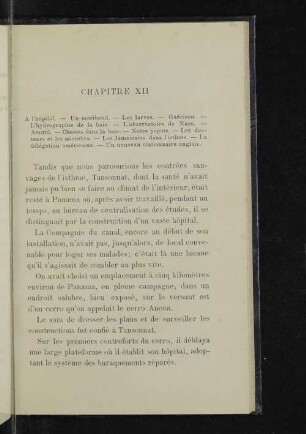 CHAPITRE XII
A l'hôpital. — Un moribond. — Les larves. — Guérison. —
L'hydrographie de la baie. — L'observatoire de Naos. —
Amiral. — Chasses dans la baie. — Notre yapote. — Les doc-
teurs et les microbes. — Les Jamaïcains dans l'isthme. — La
délégation américaine. — Un nouveau stationnaire anglais.
Tandis que nous parcourions les contrées sau-
vages de l'isthme, Tansonnat, dont la santé n'avait
jamais pu bien se faire au climat de l'intérieur, était
resté à Panama où, après avoir travaillé, pendant un
temps, au bureau de centralisation des études, il se
distinguait par la construction d'un vaste hôpital.
La Compagnie du canal, encore au début de son
installation, n'avait pas, jusqu'alors, de local conve-
nable pour loger ses malades; c'était là une lacune
qu'il s'agissait de combler au plus vite.
On avait choisi un emplacement à cinq kilomètres
environ de Panama, en pleine campagne, dans un
endroit salubre, bien exposé, sur le versant est
d'un cerro qu'on appelait le cerro Ancon.
Le soin de dresser les plans et de surveiller les
constructions fut confié à Tansonnat.
Sur les premiers contreforts du cerro, il déblaya
une large plateforme où il établit son hôpital, adop-
tant le système des baraquements séparés.